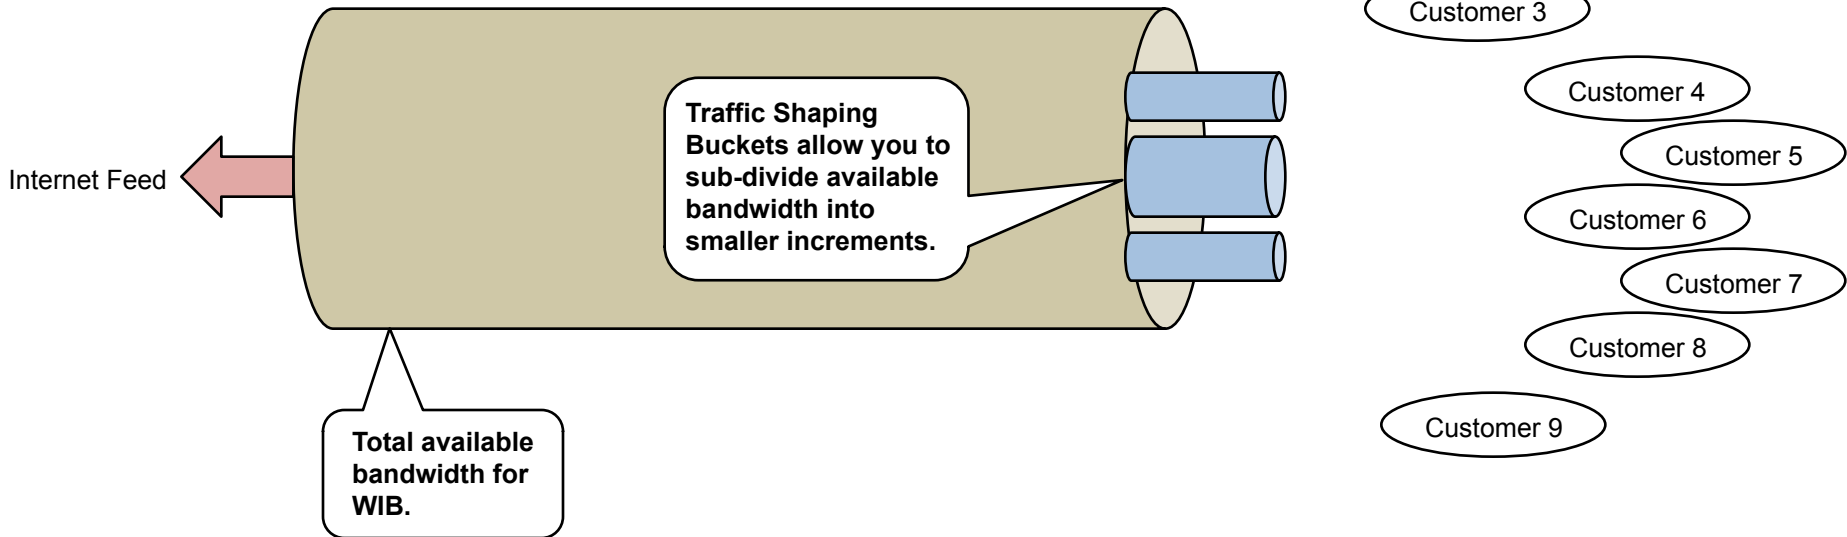 Customer 3
Customer 4
Traffic Shaping
Buckets allow you to
sub-divide available
bandwidth into
smaller increments.
Customer 5
Internet Feed
Customer 6
Customer 7
Customer 8
Customer 9
Total available
bandwidth for
WIB.